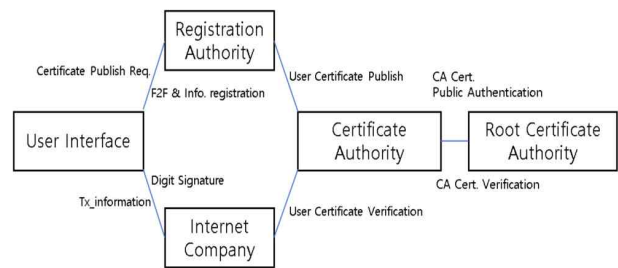 Registration
Authority
Certificate Publish Req.
F2F & Info. registration
User Certificate Publish
CA Cert.
Public Authentication
User Interface
Certificate
Authority
Root Certificate
Authority
Digit Signature
Tx_information
CA Cert. Verification
User Certificate Verification
Internet
Company